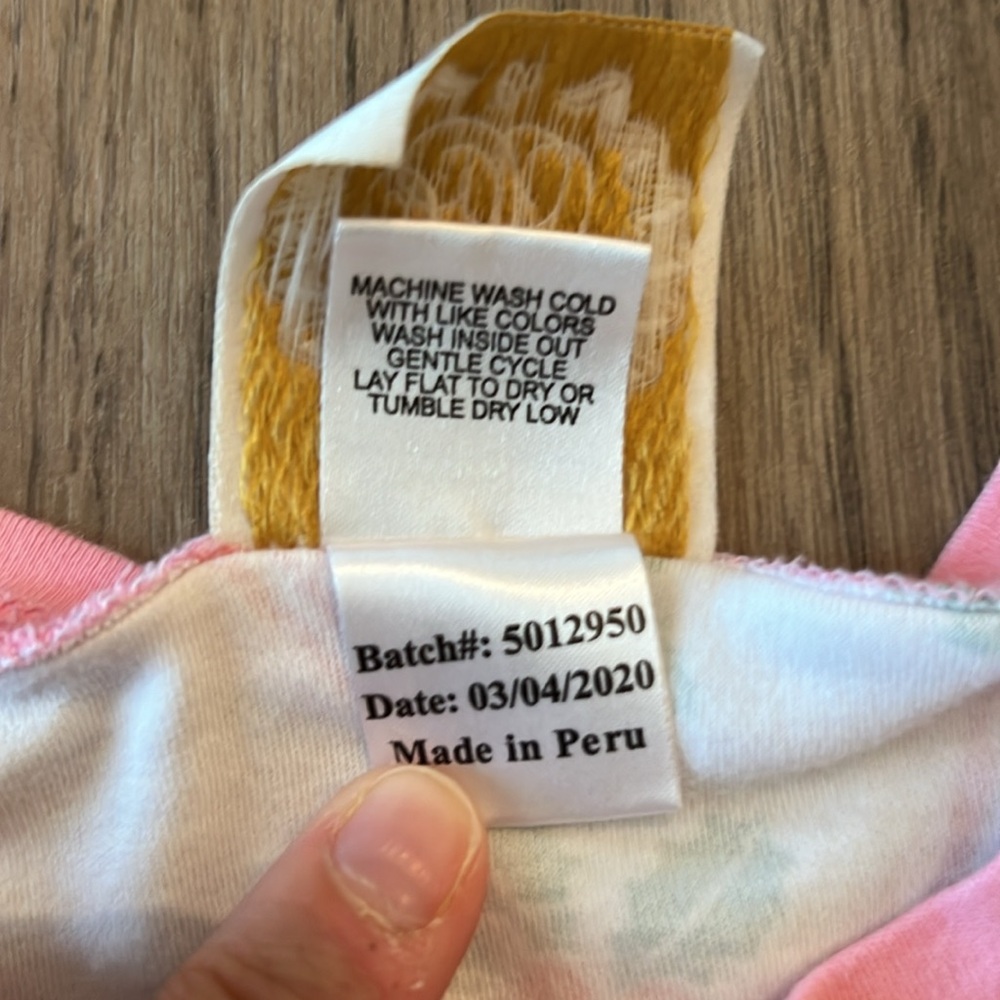 MACHINE WASH COLD
WITH LIKE COLORS
WASH INSIDE OUT
GENTLE CYCLE
LAY FLAT TO DRY OR
TUMBLE DRY LOW
Batch#: 5012950
Date: 03/04/2020
Made in Peru